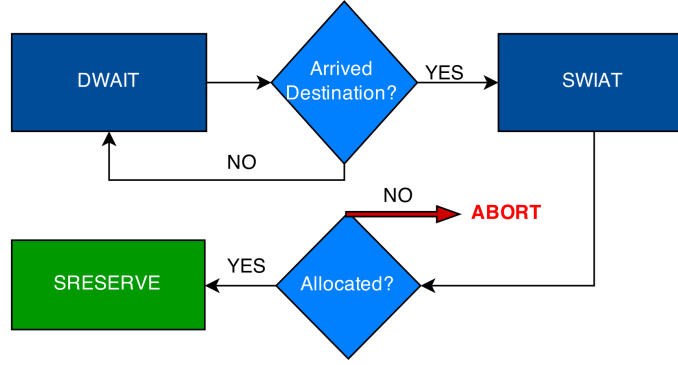 DWAIT
Arrived
Destination?
YES
SWIAT
NO
NO
ABORT
SRESERVE
YES
Allocated?